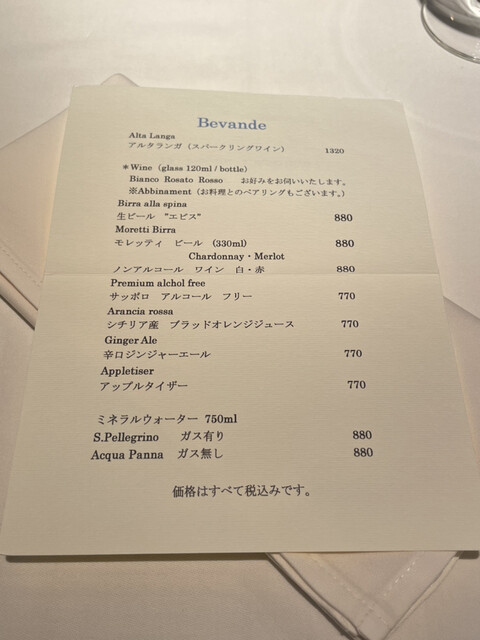 Bevande
Alta Langa
アルタランガ（スパークリングワイン） 1320
＊Wine（glass 120ml / bottle）
Bianco Rosato Rosso お好みをお伺いいたします。
※Abbinament（お料理とのペアリングもございます。）
Birra alla spina
生ビール "エビス" 880
Moretti Birra
モレッティ ビール (330ml) 880
Chardonnay・Merlot
ノンアルコール ワイン 白・赤 880
Premium alchol free
サッポロ アルコール フリー 770
Arancia rossa
シチリア産 ブラッドオレンジジュース 770
Ginger Ale
辛口ジンジャーエール 770
Appletiser
アップルタイザー 770
ミネラルウォーター 750ml
S.Pellegrino ガス有り 880
Acqua Panna ガス無し 880
価格はすべて税込みです。